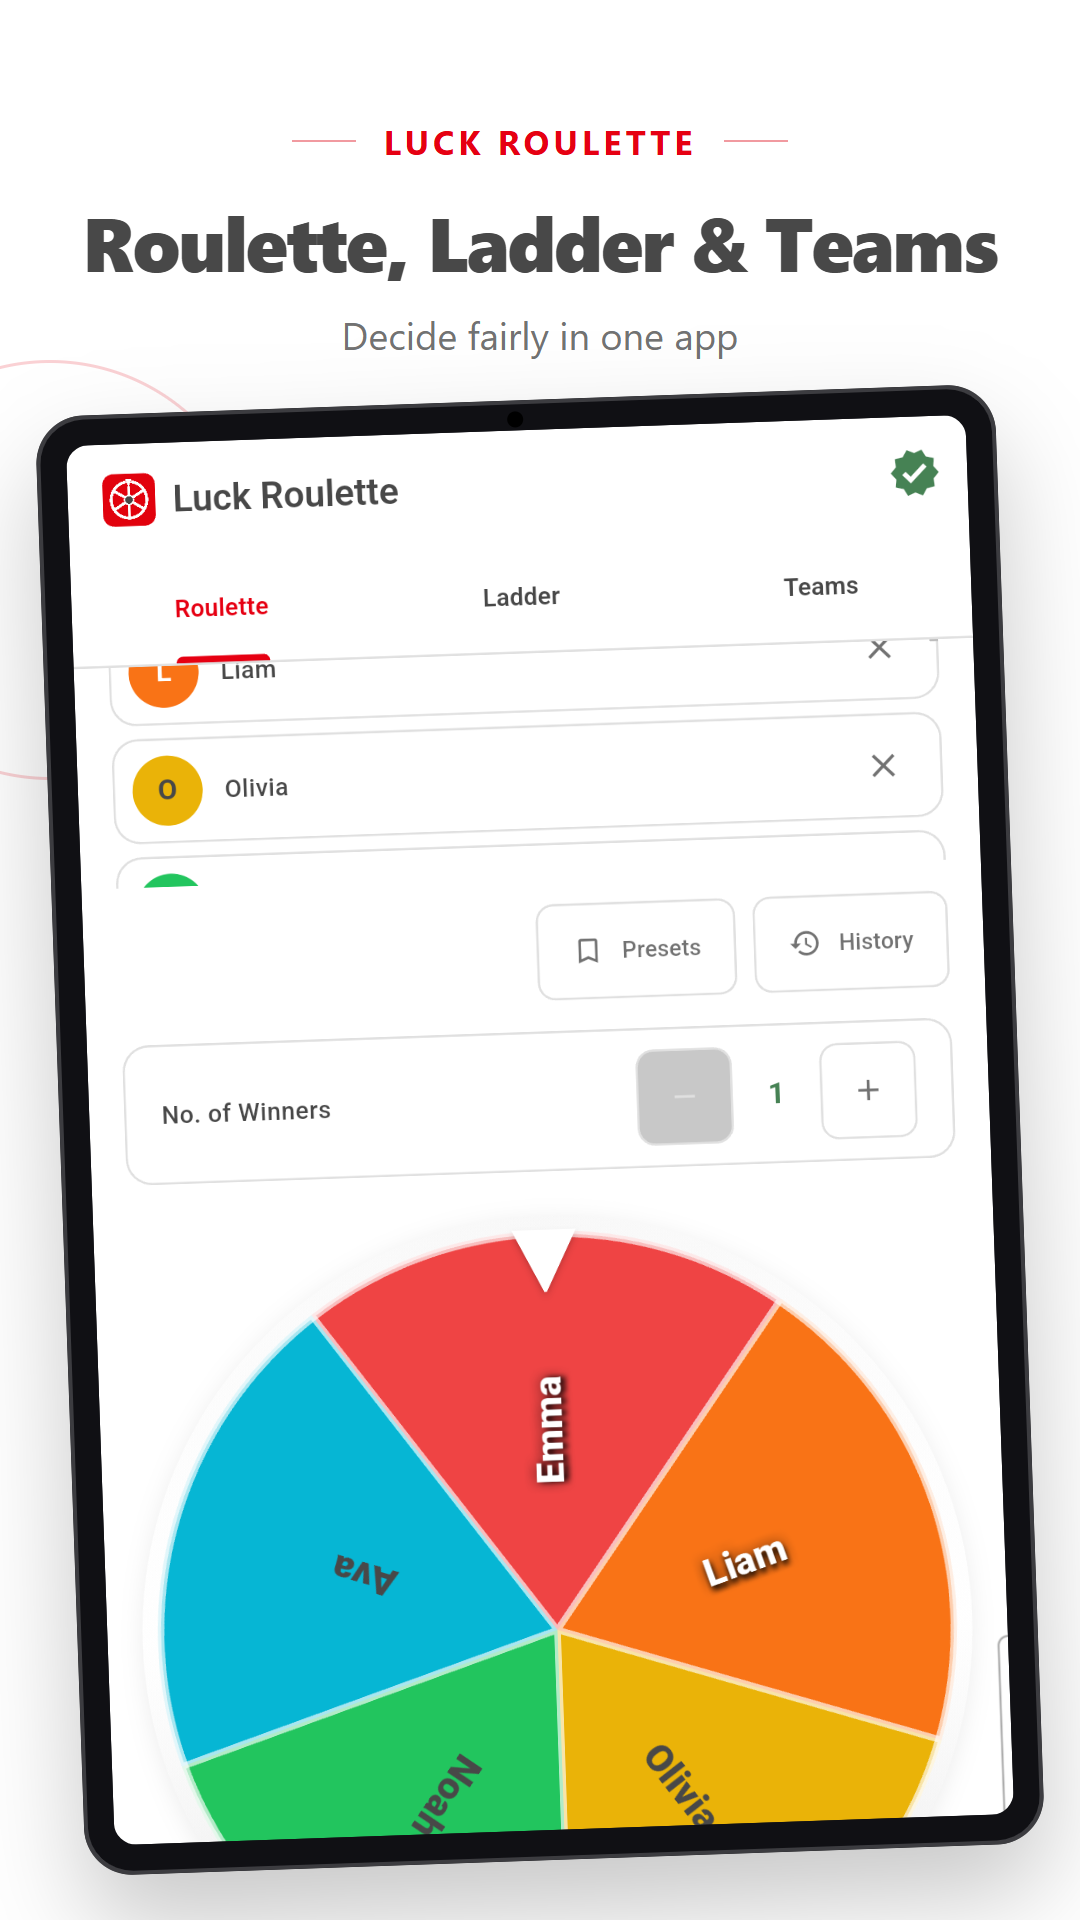 LUCK ROULETTE
Roulette, Ladder & Teams
Decide fairly in one app
Luck Roulette
Roulette
Ladder
Teams
L
Liam
O
Olivia
Presets
History
No. of Winners
1
Emma
Liam
Ava
Noah
Olivia